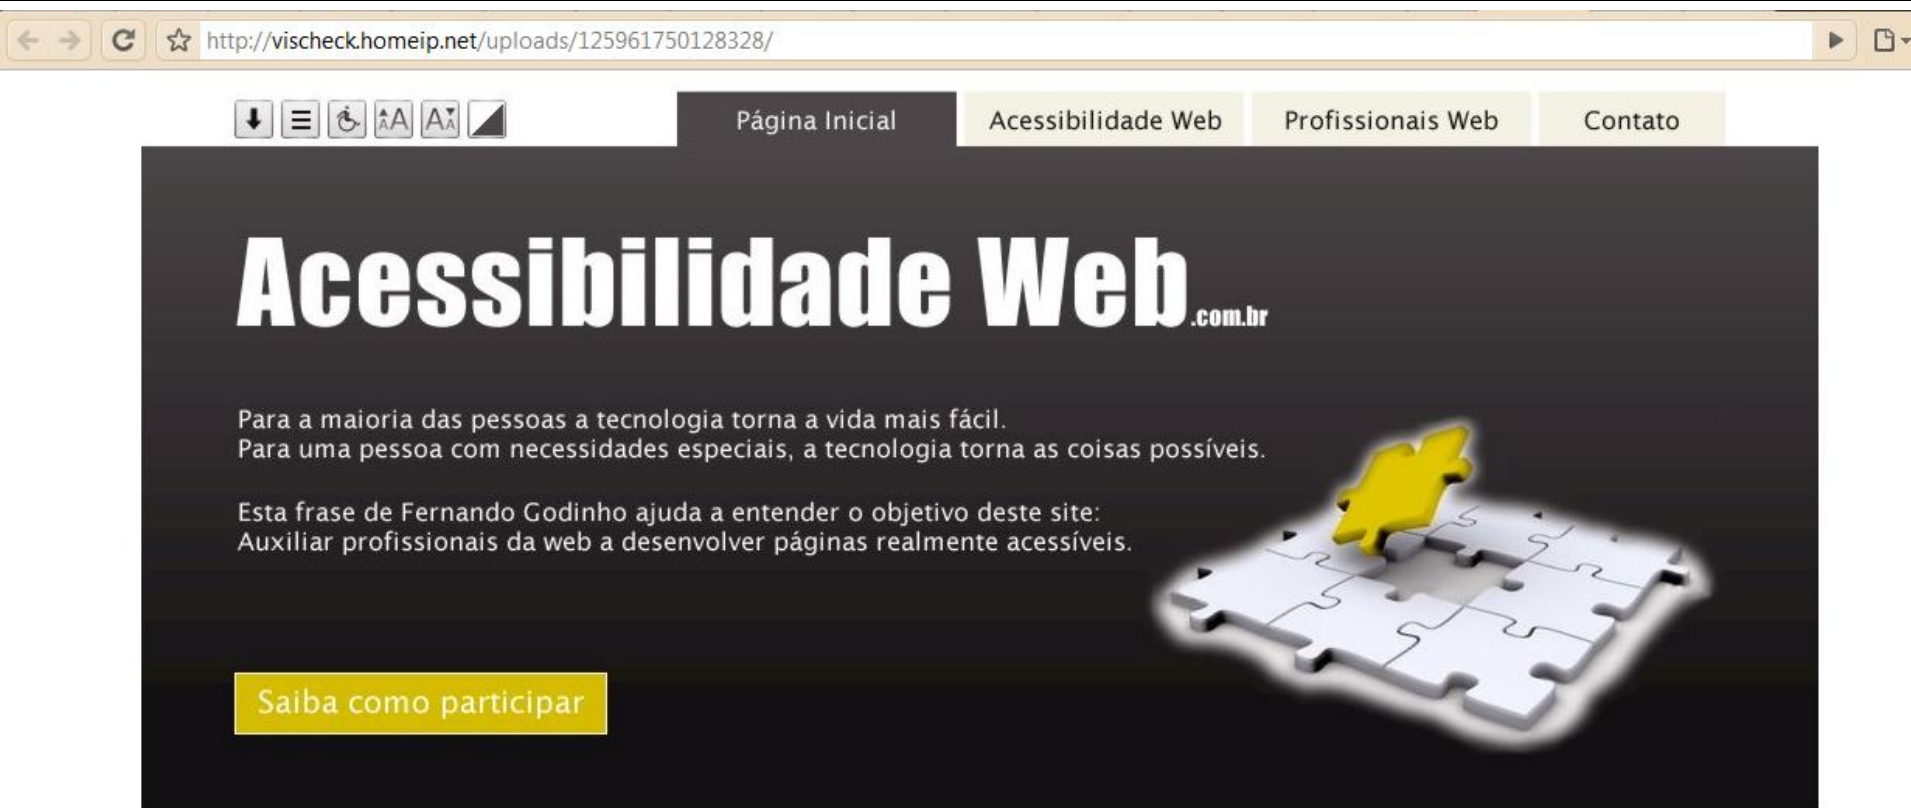 http://vischeck.homeip.net/uploads/125961750128328/
AA AA Página Inicial Acessibilidade Web Profissionais Web Contato
Acessibilidade Web.com.br
Para a maioria das pessoas a tecnologia torna a vida mais fácil.
Para uma pessoa com necessidades especiais, a tecnologia torna as coisas possíveis.
Esta frase de Fernando Godinho ajuda a entender o objetivo deste site:
Auxiliar profissionais da web a desenvolver páginas realmente acessíveis.
Saiba como participar